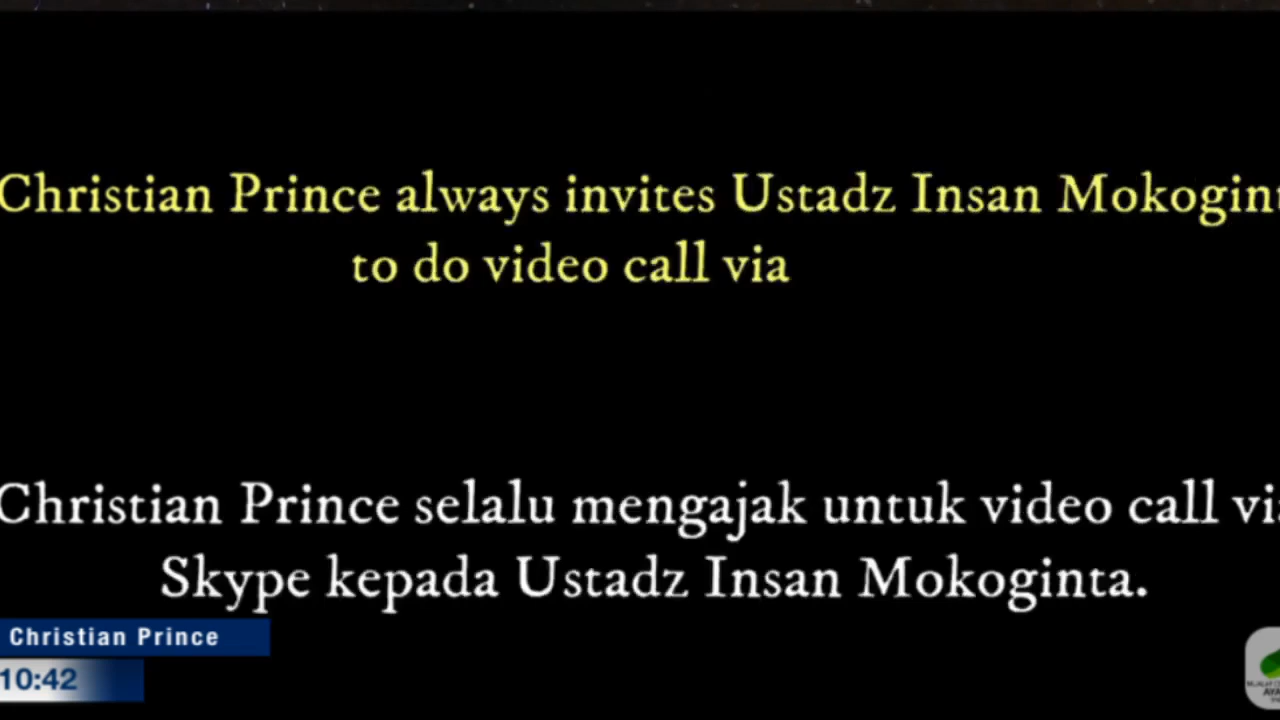 Christian Prince always invites Ustadz Insan Mokogint
to do video call via
Christian Prince selalu mengajak untuk video call via
Skype kepada Ustadz Insan Mokoginta.
Christian Prince
10:42